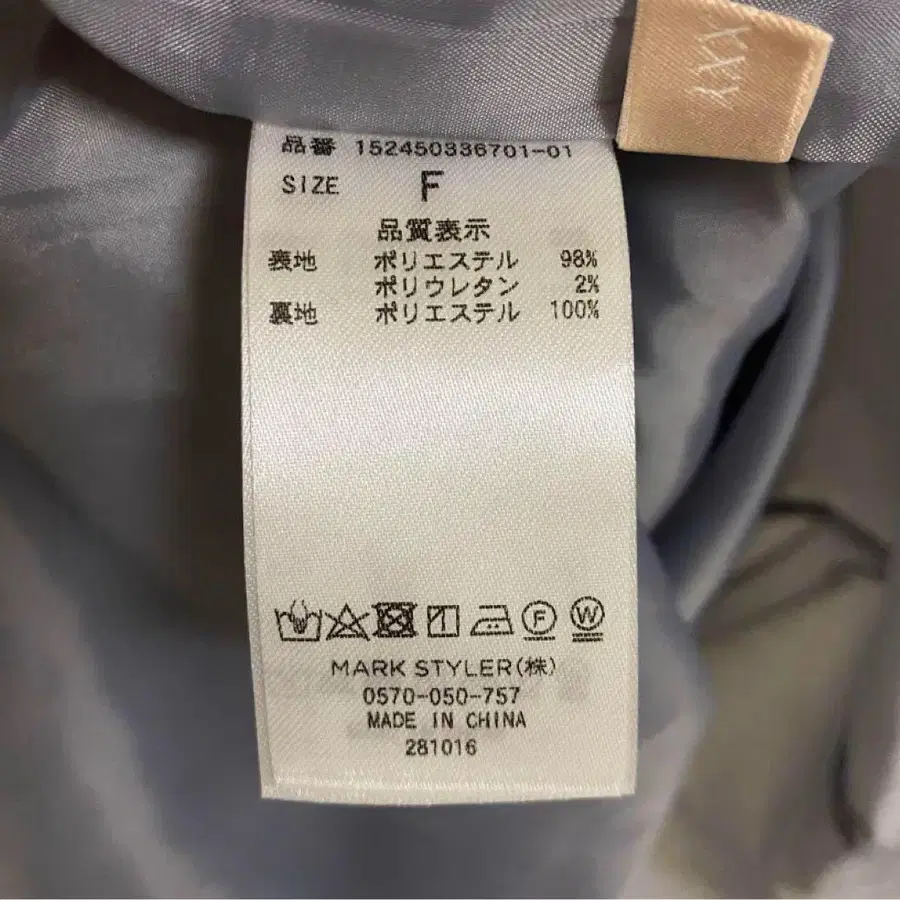 XXY
品番 152450336701-01
SIZE F
品質表示
表地 ポリエステル 98%
ポリウレタン 2%
裏地 ポリエステル 100%
F W
MARK STYLER(株)
0570-050-757
MADE IN CHINA
281016